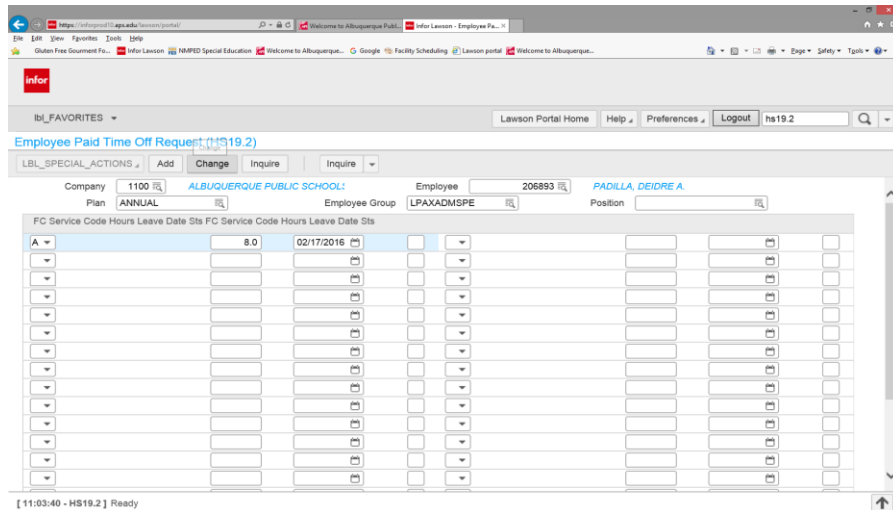 https://inforprod10.aps.edu/lawson/portal/
Welcome to Albuquerque Publ...
Infor Lawson - Employee Pa...
File Edit View Favorites Tools Help
Gluten Free Gourment Fo... Infor Lawson NMPED Special Education Welcome to Albuquerque... Google Facility Scheduling Lawson portal Welcome to Albuquerque... Page Safety Tools
infor
lbl_FAVORITES Lawson Portal Home Help Preferences Logout hs19.2
Employee Paid Time Off Request (HS19.2)
Change
LBL_SPECIAL_ACTIONS Add Change Inquire Inquire
Company 1100 ALBUQUERQUE PUBLIC SCHOOL: Employee 206893 PADILLA, DEIDRE A.
Plan ANNUAL Employee Group LPAXADMSPE Position
FC Service Code Hours Leave Date Sts FC Service Code Hours Leave Date Sts
A 8.0 02/17/2016
[ 11:03:40 - HS19.2 ] Ready